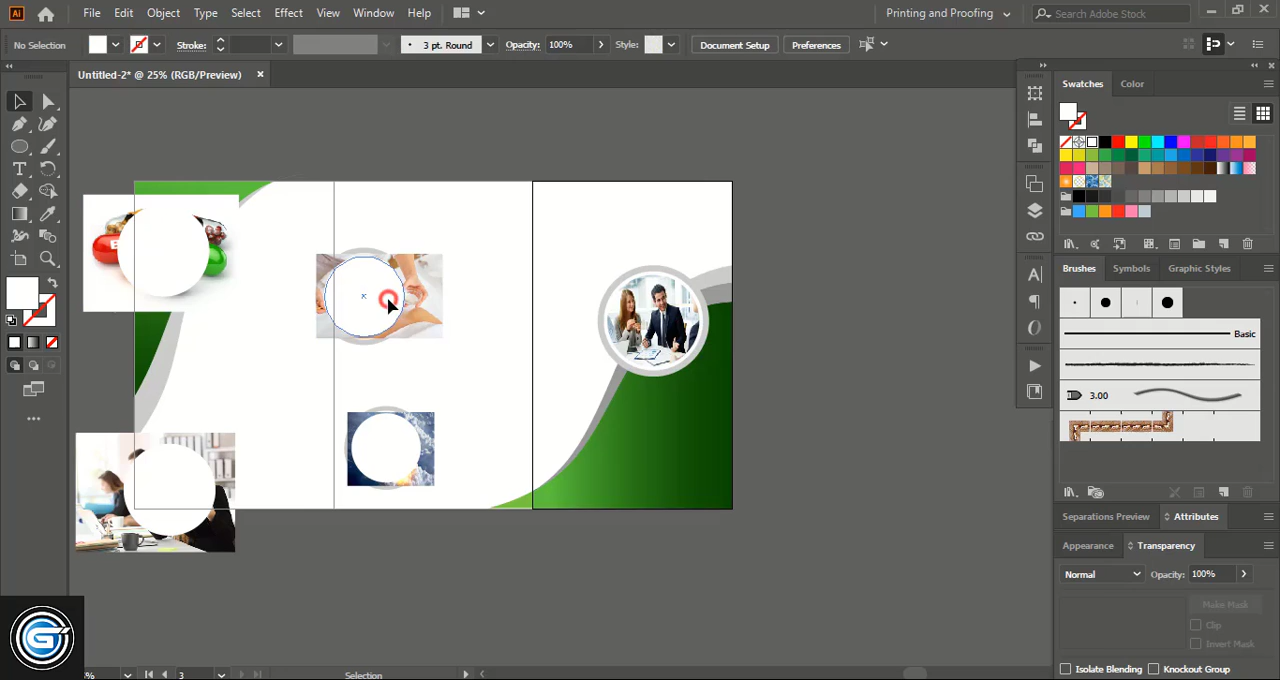 Ai File Edit Object Type Select Effect View Window Help Printing and Proofing Search Adobe Stock
No Selection Stroke: 3 pt. Round Opacity: 100% Style: Document Setup Preferences
Untitled-2* @ 25% (RGB/Preview)
Swatches Color
Brushes Symbols Graphic Styles
Basic
3.00
Separations Preview Attributes
Appearance Transparency
Normal Opacity: 100%
Make Mask
Clip
Invert Mask
Isolate Blending Knockout Group
% 3 Selection